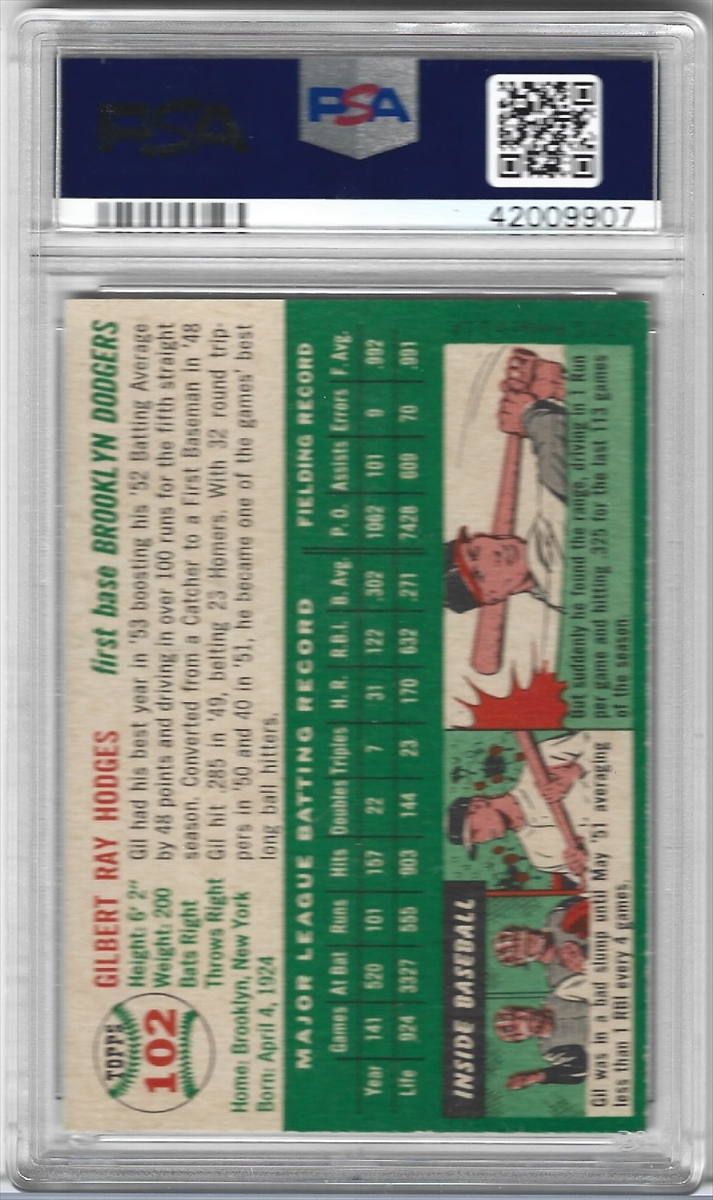 PSA
PSA
42009907
TOPPS
102
GILBERT RAY HODGES
first base BROOKLYN DODGERS
Height: 6' 2"
Weight: 200
Bats Right
Throws Right
Home: Brooklyn, New York
Born: April 4, 1924
Gil had his best year in '53 boosting his '52 Batting Average
by 48 points and driving in over 100 runs for the fifth straight
season. Converted from a Catcher to a First Baseman in '48
Gil hit .285 in '49, belting 23 Homers. With 32 round trip-
pers in '50 and 40 in '51, he became one of the games' best
long ball hitters.
MAJOR LEAGUE BATTING RECORD FIELDING RECORD
Games At Bat Runs Hits Doubles Triples H.R. R.B.I. B. Avg. P.O. Assists Errors F. Avg.
Year 141 520 101 157 22 7 31 122 .302 1062 101 9 .992
Life 924 3327 555 903 144 23 170 632 .271 7428 609 70 .991
INSIDE BASEBALL
Gil was in a bad slump until May '51 averaging
less than 1 RBI every 4 games.
But suddenly he found the range, driving in 1 Run
per game and hitting .325 for the last 113 games
of the season.